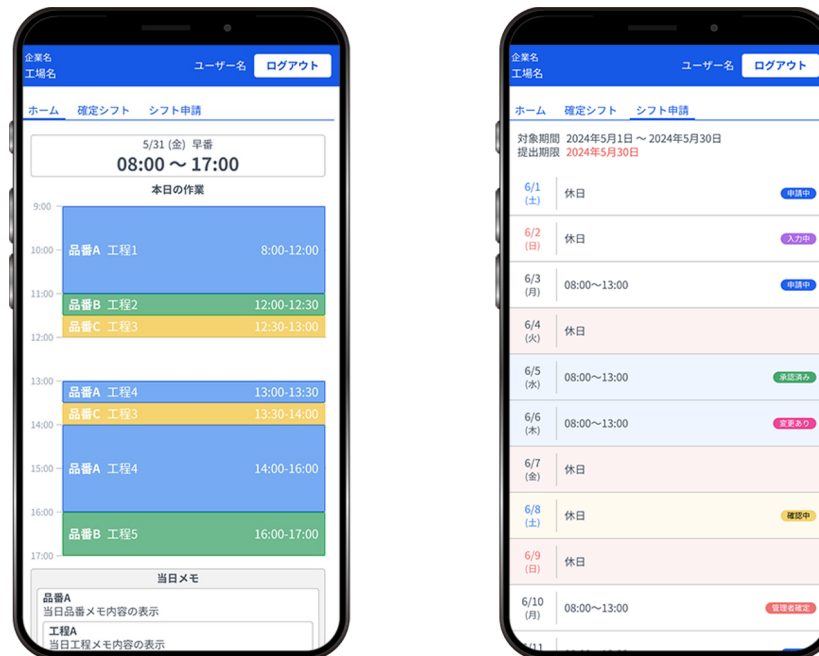 企業名
工場名
ユーザー名
ログアウト
ホーム 確定シフト シフト申請
5/31 (金) 早番
08:00 〜 17:00
本日の作業
9:00
品番A 工程1 8:00-12:00
10:00
11:00
品番B 工程2 12:00-12:30
品番C 工程3 12:30-13:00
12:00
13:00
品番A 工程4 13:00-13:30
品番C 工程3 13:30-14:00
14:00
品番A 工程4 14:00-16:00
15:00
16:00
品番B 工程5 16:00-17:00
17:00
当日メモ
品番A
当日品番メモ内容の表示
工程A
当日工程メモ内容の表示
企業名
工場名
ユーザー名
ログアウト
ホーム 確定シフト シフト申請
対象期間 2024年5月1日 〜 2024年5月30日
提出期限 2024年5月30日
6/1
(土)
休日
申請中
6/2
(日)
休日
入力中
6/3
(月)
08:00〜13:00
申請中
6/4
(火)
休日
6/5
(水)
08:00〜13:00
承認済み
6/6
(木)
08:00〜13:00
変更あり
6/7
(金)
休日
6/8
(土)
休日
確認中
6/9
(日)
休日
6/10
(月)
08:00〜13:00
管理者確定